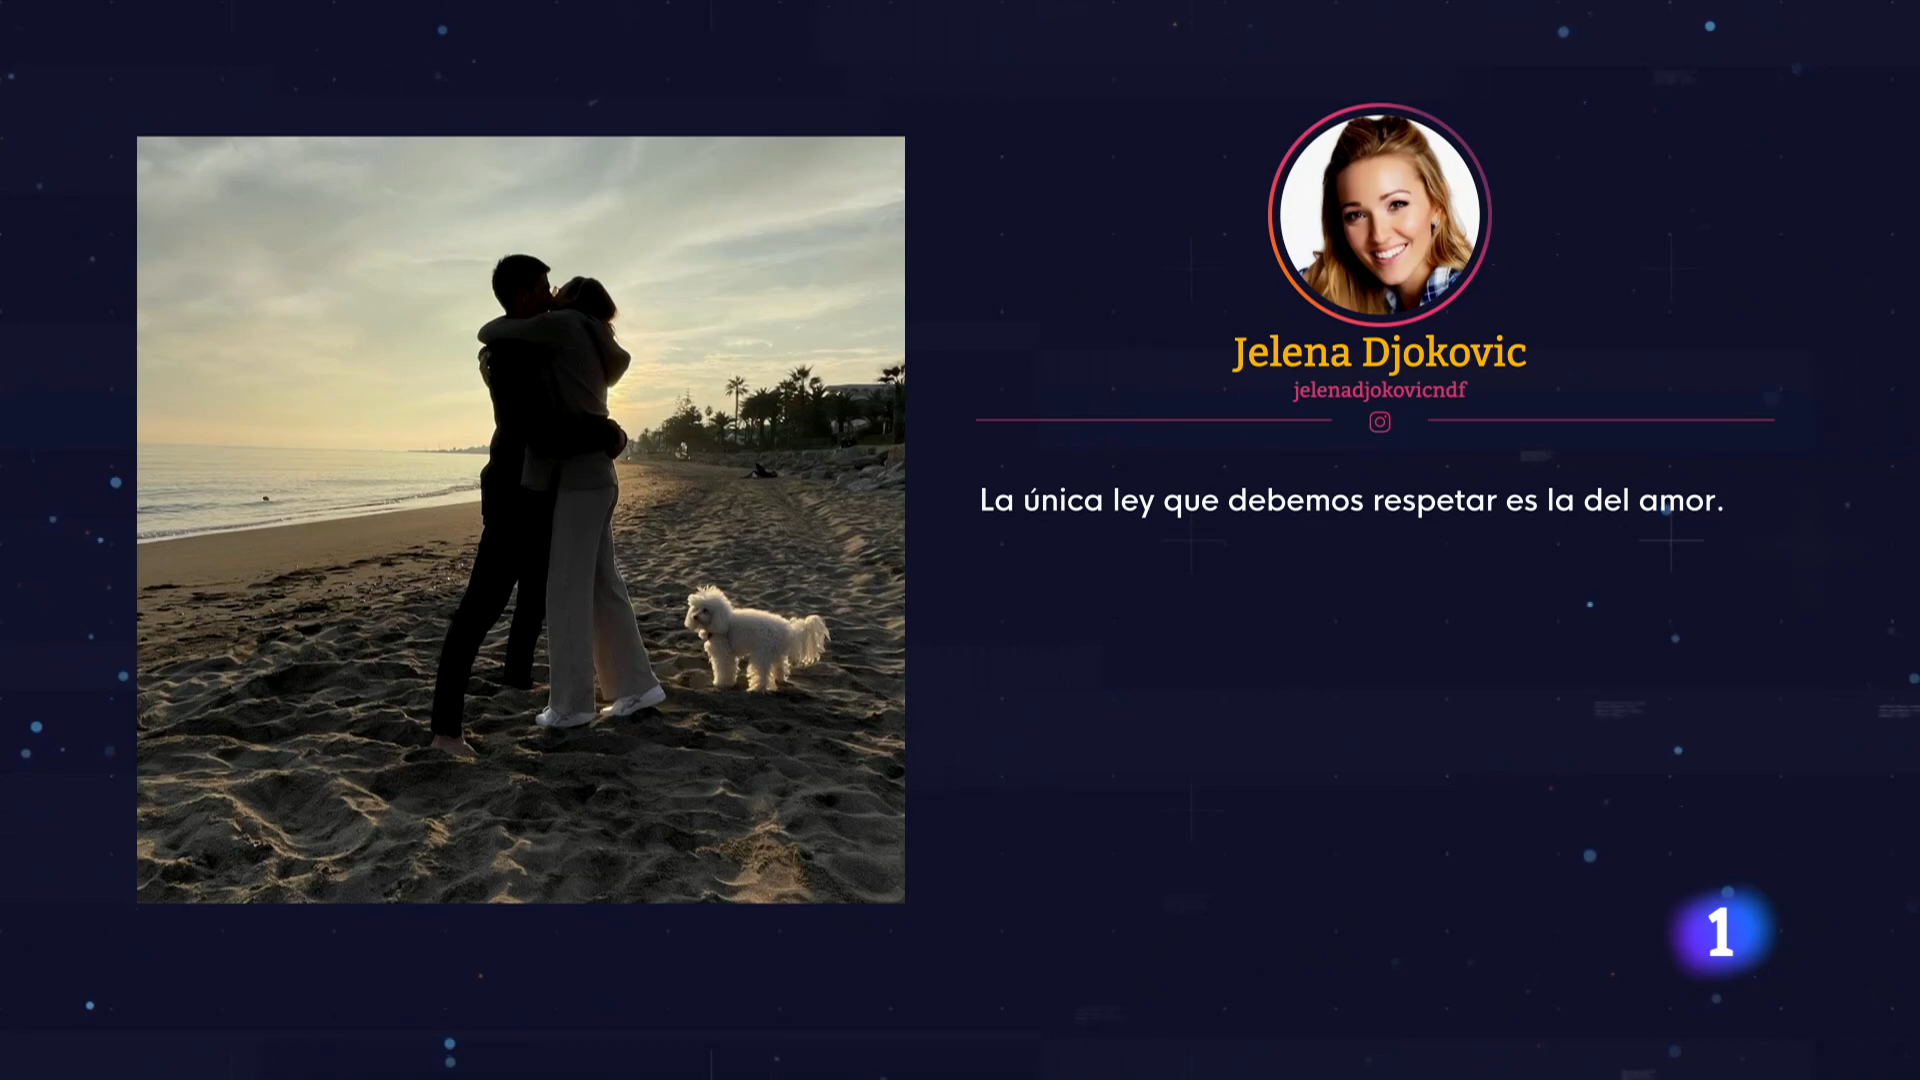 Jelena Djokovic
jelenadjokovicndf
La única ley que debemos respetar es la del amor.
1